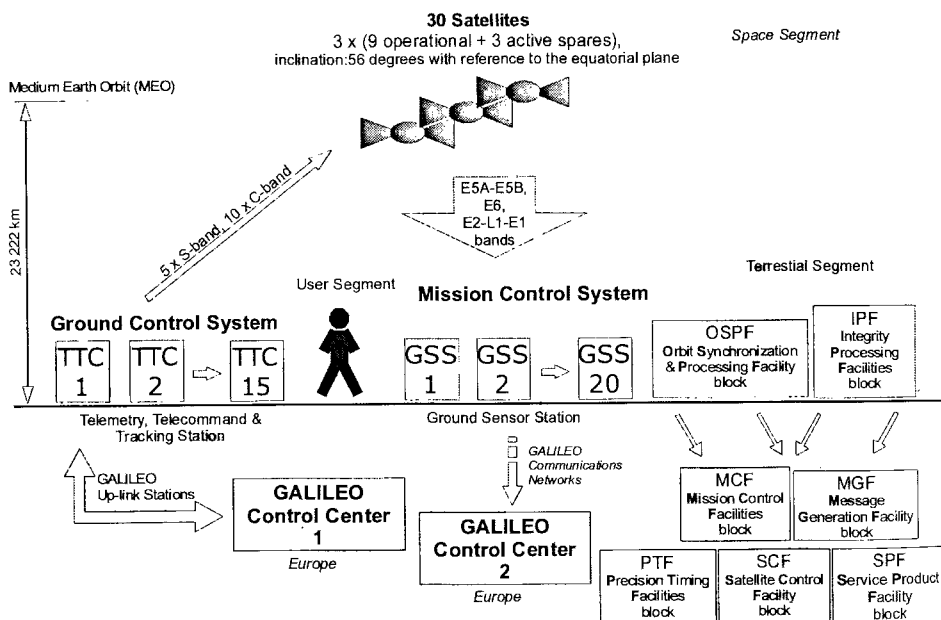 30 Satellites
3 x (9 operational + 3 active spares),
inclination:56 degrees with reference to the equatorial plane
Space Segment
Medium Earth Orbit (MEO)
23 222 km
5 x S-band, 10 x C-band
E5A-E5B,
E6,
E2-L1-E1
bands
User Segment
Terrestial Segment
Ground Control System
Mission Control System
TTC
1
TTC
2
TTC
15
GSS
1
GSS
2
GSS
20
OSPF
Orbit Synchronization
& Processing Facility
block
IPF
Integrity
Processing
Facilities
block
Telemetry, Telecommand &
Tracking Station
Ground Sensor Station
GALILEO
Up-link Stations
GALILEO
Communications
Networks
GALILEO
Control Center
1
Europe
GALILEO
Control Center
2
Europe
MCF
Mission Control
Facilities
block
MGF
Message
Generation Facility
block
PTF
Precision Timing
Facilities
block
SCF
Satellite Control
Facility
block
SPF
Service Product
Facility
block